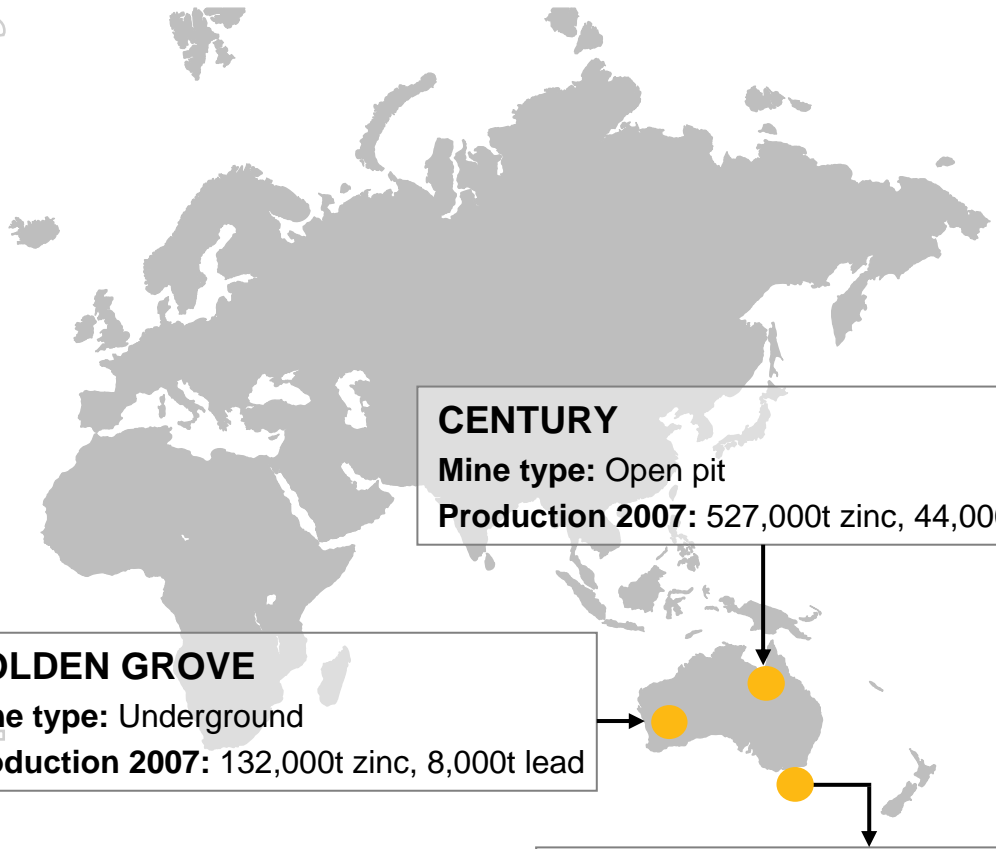 CENTURY
Mine type: Open pit
Production 2007: 527,000t zinc, 44,00
OLDEN GROVE
ne type: Underground
oduction 2007: 132,000t zinc, 8,000t lead